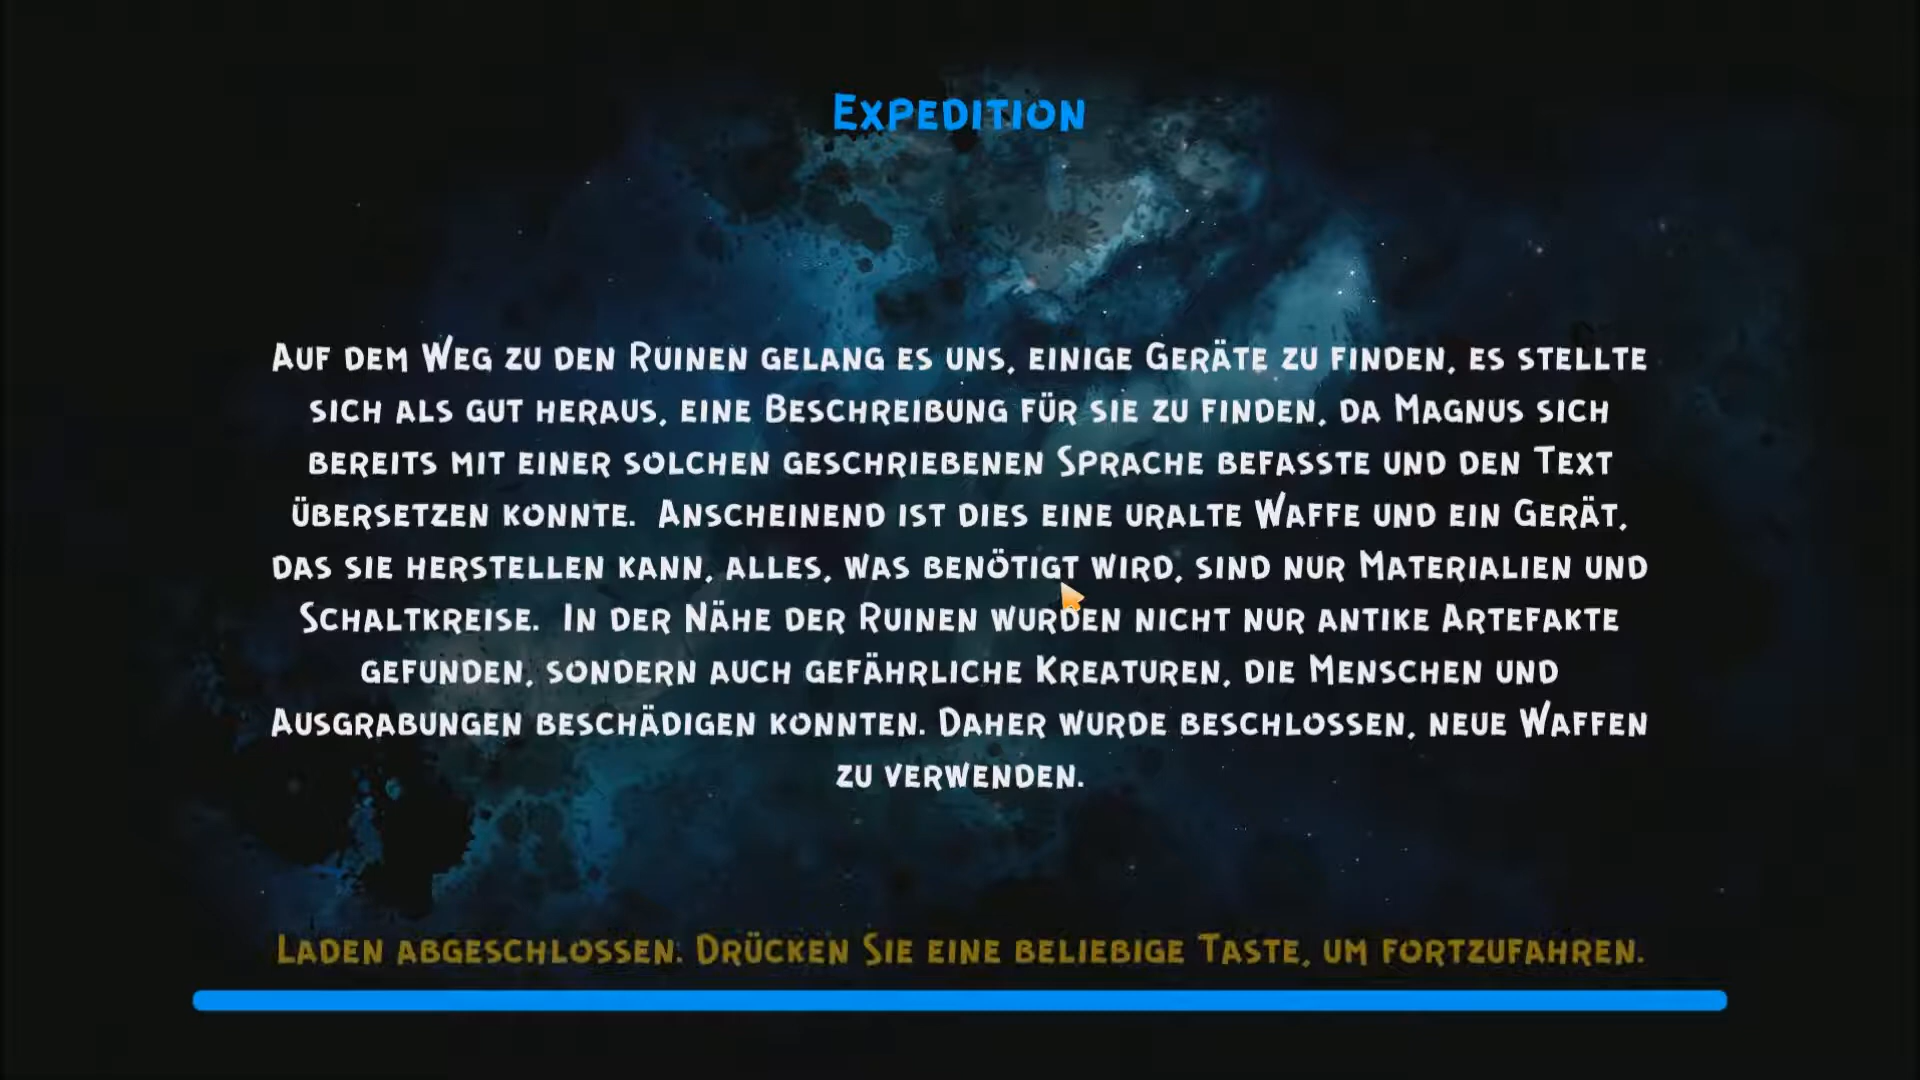 Expedition
Auf dem Weg zu den Ruinen gelang es uns, einige Geräte zu finden, es stellte
sich als gut heraus, eine Beschreibung für sie zu finden, da Magnus sich
bereits mit einer solchen geschriebenen Sprache befasste und den Text
übersetzen konnte.  Anscheinend ist dies eine uralte Waffe und ein Gerät,
das sie herstellen kann, alles, was benötigt wird, sind nur Materialien und
Schaltkreise.  In der Nähe der Ruinen wurden nicht nur antike Artefakte
gefunden, sondern auch gefährliche Kreaturen, die Menschen und
Ausgrabungen beschädigen konnten. Daher wurde beschlossen, neue Waffen
zu verwenden.
Laden abgeschlossen. Drücken Sie eine beliebige Taste, um fortzufahren.